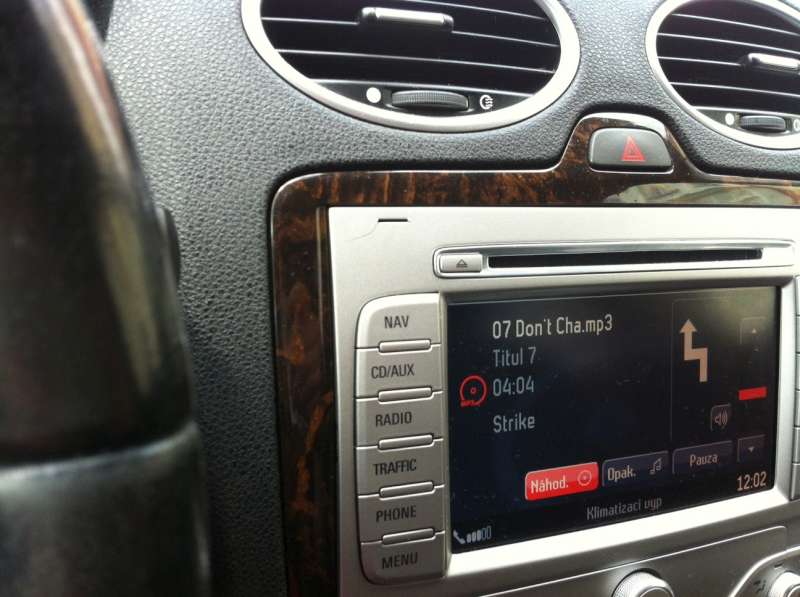 NAV
CD/AUX
RADIO
TRAFFIC
PHONE
MENU
07 Don't Cha.mp3
Titul 7
MP3
04:04
Strike
Náhod.
Opak.
Pauza
12:02
Klimatizaci vyp